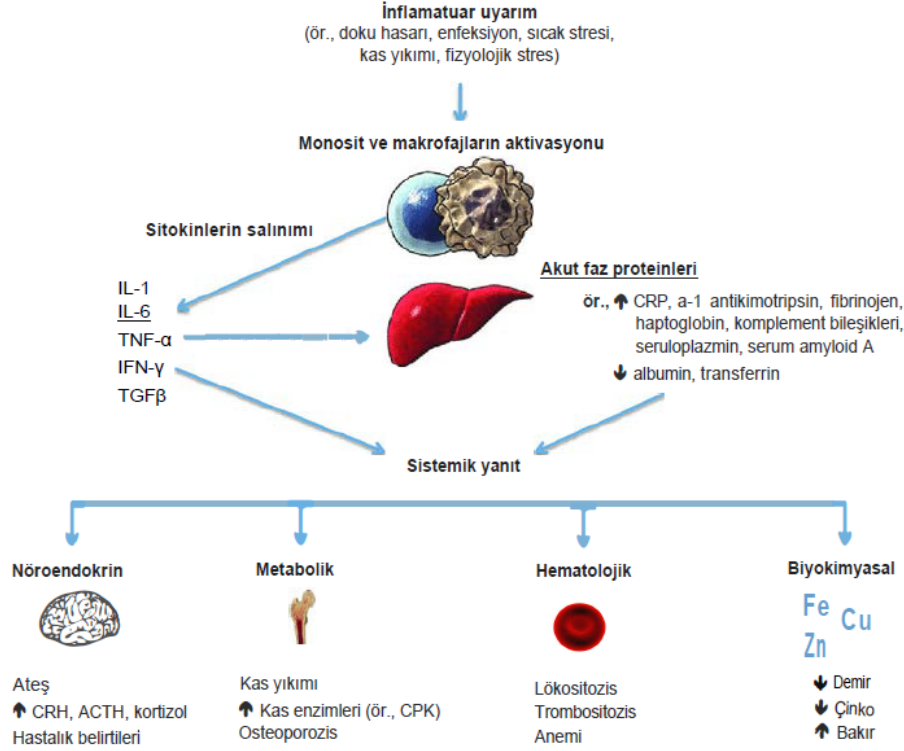 İnflamatuar uyarım
(ör., doku hasarı, enfeksiyon, sıcak stresi,
kas yıkımı, fizyolojik stres)
Monosit ve makrofajların aktivasyonu
Sitokinlerin salınımı
IL-1
IL-6
TNF-α
IFN-γ
TGFβ
Akut faz proteinleri
ör., ↑ CRP, a-1 antikimotripsin, fibrinojen,
haptoglobin, komplement bileşikleri,
seruloplazmin, serum amyloid A
↓ albumin, transferrin
Sistemik yanıt
Nöroendokrin
Ateş
↑ CRH, ACTH, kortizol
Hastalık belirtileri
Metabolik
Kas yıkımı
↑ Kas enzimleri (ör., CPK)
Osteoporozis
Hematolojik
Lökositozis
Trombositozis
Anemi
Biyokimyasal
Fe
Cu
Zn
↓ Demir
↓ Çinko
↑ Bakır